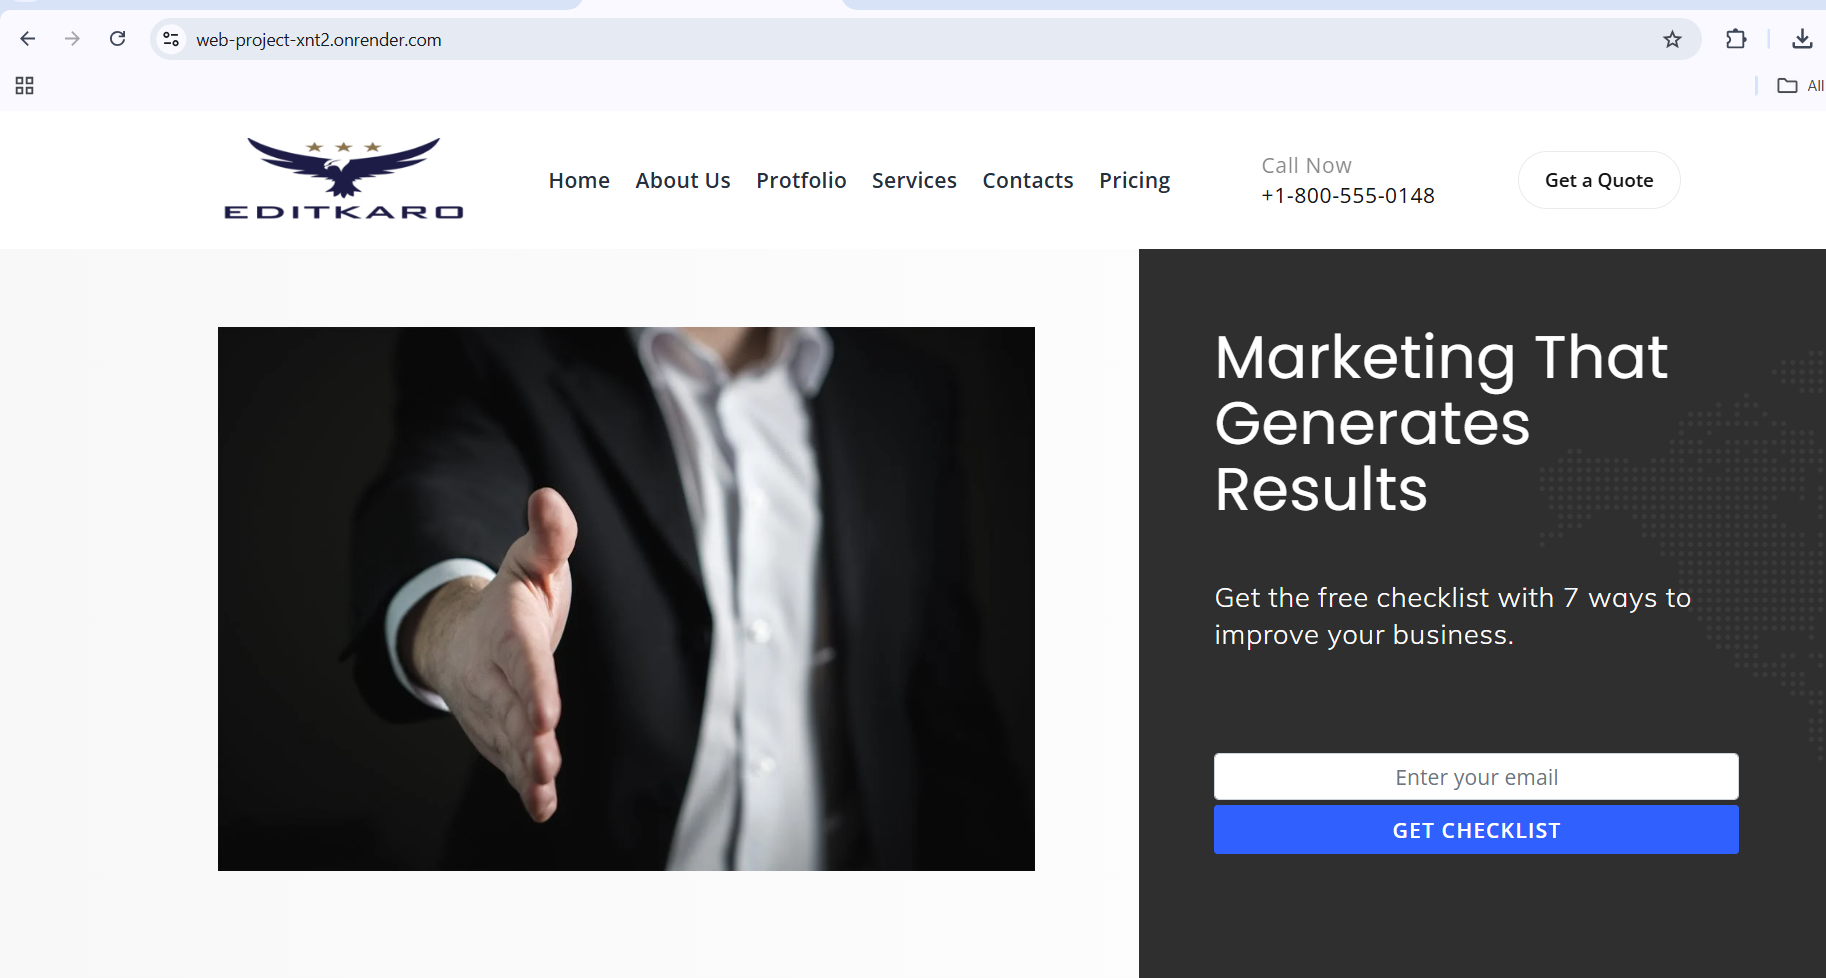 web-project-xnt2.onrender.com
All
EDITKARO
Home
About Us
Protfolio
Services
Contacts
Pricing
Call Now
+1-800-555-0148
Get a Quote
Marketing That
Generates
Results
Get the free checklist with 7 ways to
improve your business.
Enter your email
GET CHECKLIST